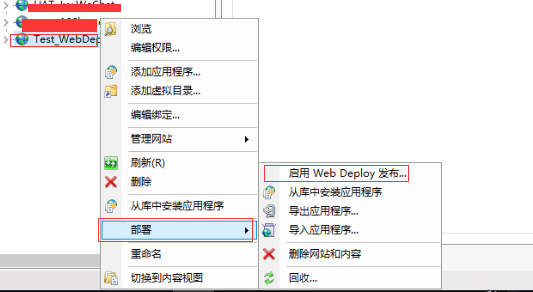 Test_WebDep
浏览
编辑权限...
添加应用程序...
添加虚拟目录...
编辑绑定...
管理网站
刷新(R)
删除
从库中安装应用程序
部署
重命名
切换到内容视图
启用 Web Deploy 发布...
从库中安装应用程序
导出应用程序...
导入应用程序...
删除网站和内容
回收...